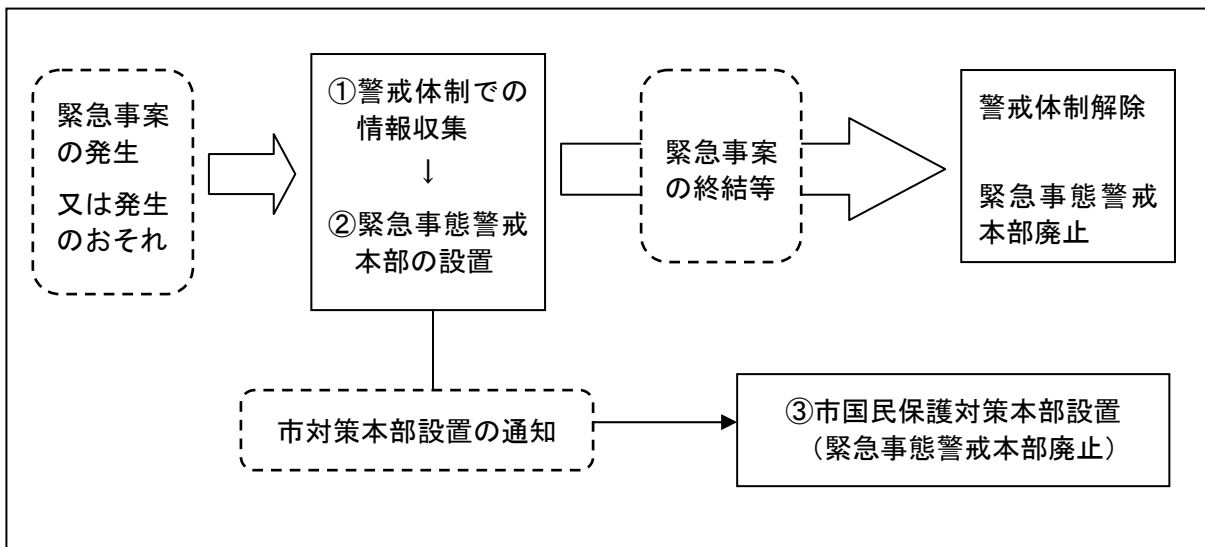 緊急事案
の発生
又は発生
のおそれ
①警戒体制での
情報収集
↓
②緊急事態警戒
本部の設置
緊急事案
の終結等
警戒体制解除
緊急事態警戒
本部廃止
市対策本部設置の通知
③市国民保護対策本部設置
（緊急事態警戒本部廃止）